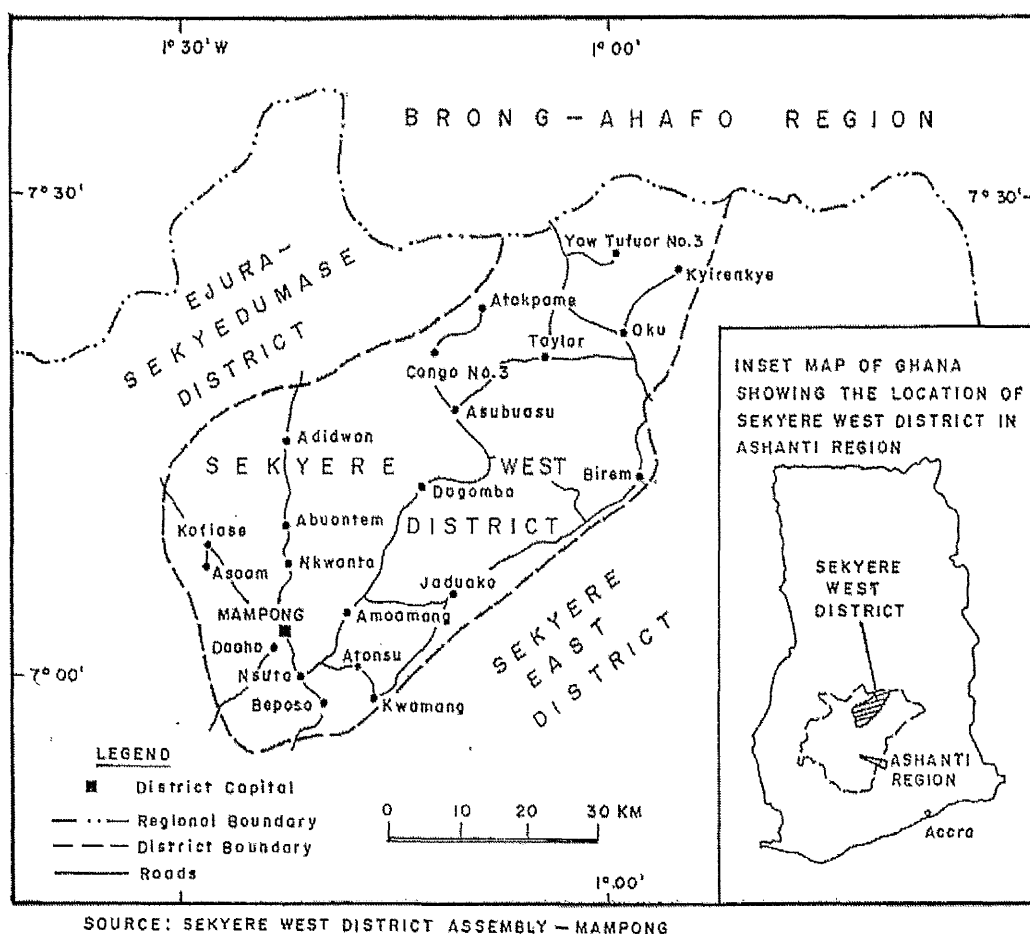 1° 30' W
1° 00'
BRONG-AHAFO REGION
7° 30'
7° 30'
EJURA-
SEKYEDUMASE
DISTRICT
Yaw Tufuor No.3
Kyirenkye
Atakpame
Oku
Taylor
Congo No.3
Asubuasu
Adidwan
SEKYERE WEST
DISTRICT
Birem
Dagomba
Kofiase
Abuontem
Asaam
Nkwanta
Jaduako
MAMPONG
Amoamang
Daaho
Atonsu
7° 00'
Nsuta
Beposo
Kwamang
SEKYERE
EAST
DISTRICT
INSET MAP OF GHANA
SHOWING THE LOCATION OF
SEKYERE WEST DISTRICT IN
ASHANTI REGION
SEKYERE
WEST
DISTRICT
ASHANTI
REGION
Accra
LEGEND
District Capital
Regional Boundary
District Boundary
Roads
0 10 20 30 KM
1° 00'
SOURCE: SEKYERE WEST DISTRICT ASSEMBLY - MAMPONG